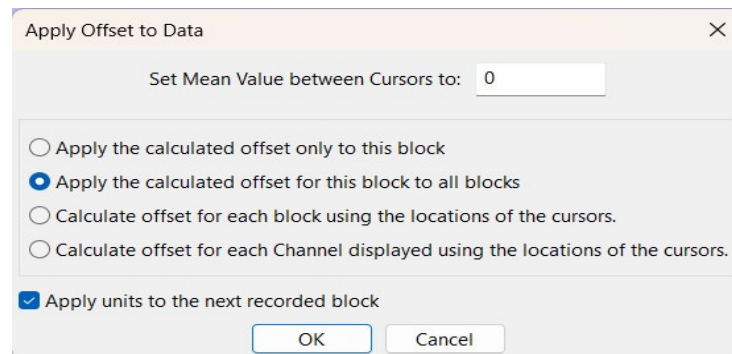 Apply Offset to Data
Set Mean Value between Cursors to: 0
Apply the calculated offset only to this block
Apply the calculated offset for this block to all blocks
Calculate offset for each block using the locations of the cursors.
Calculate offset for each Channel displayed using the locations of the cursors.
Apply units to the next recorded block
OK Cancel